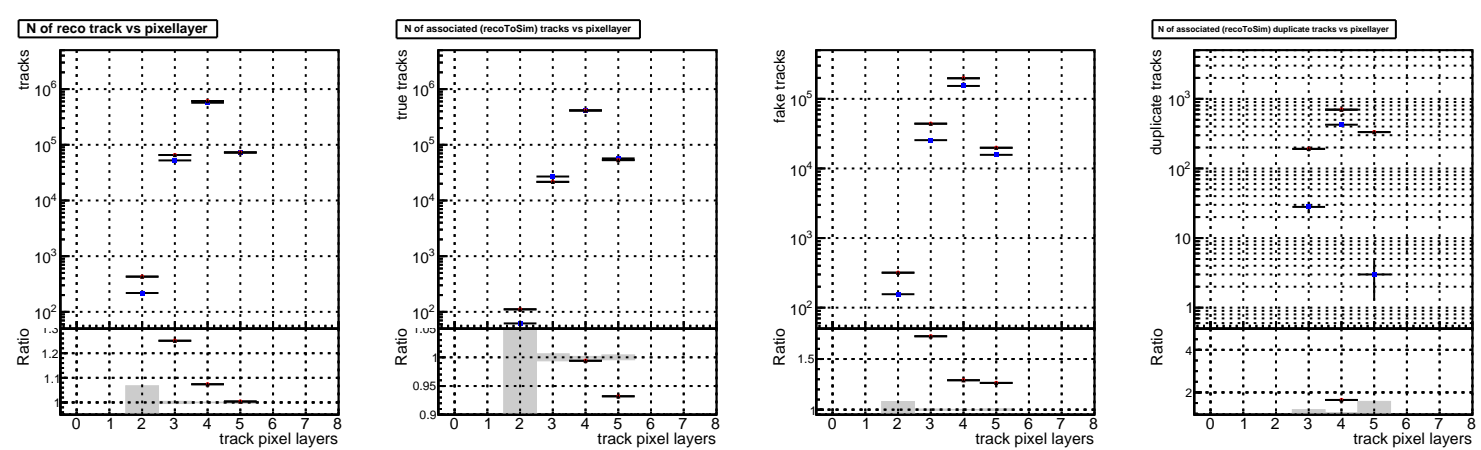 N of reco track vs pixellayer
tracks
10^6
10^5
10^4
10^3
10^2
Ratio
1.3
1.2
1.1
1
0 1 2 3 4 5 6 7 8
track pixel layers
N of associated (recoToSim) tracks vs pixellayer
true tracks
10^6
10^5
10^4
10^3
10^2
Ratio
1.05
1
0.95
0.9
0 1 2 3 4 5 6 7 8
track pixel layers
fake tracks
10^5
10^4
10^3
10^2
Ratio
1.5
1
0 1 2 3 4 5 6 7 8
track pixel layers
N of associated (recoToSim) duplicate tracks vs pixellayer
duplicate tracks
10^3
10^2
10
1
Ratio
4
2
0 1 2 3 4 5 6 7 8
track pixel layers